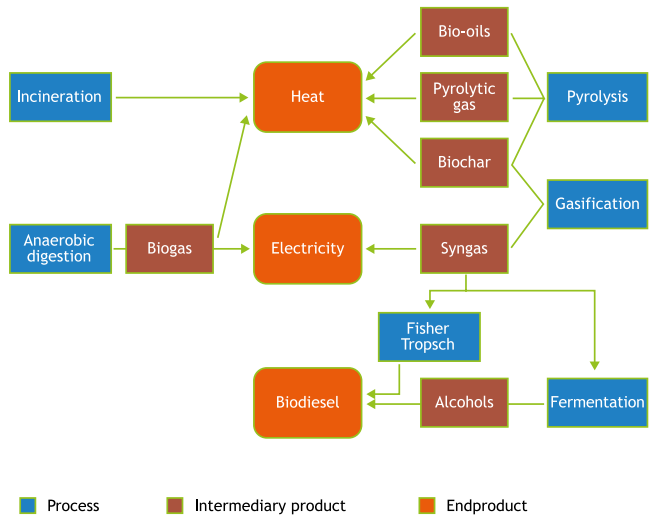 Bio-oils
Incineration
Heat
Pyrolytic
gas
Pyrolysis
Biochar
Gasification
Anaerobic
digestion
Biogas
Electricity
Syngas
Fisher
Tropsch
Biodiesel
Alcohols
Fermentation
Process
Intermediary product
Endproduct